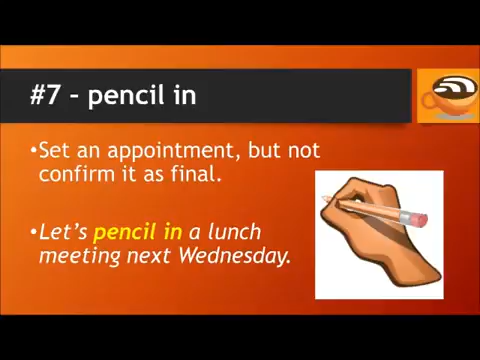 #7 – pencil in
•Set an appointment, but not
confirm it as final.
•Let's pencil in a lunch
meeting next Wednesday.